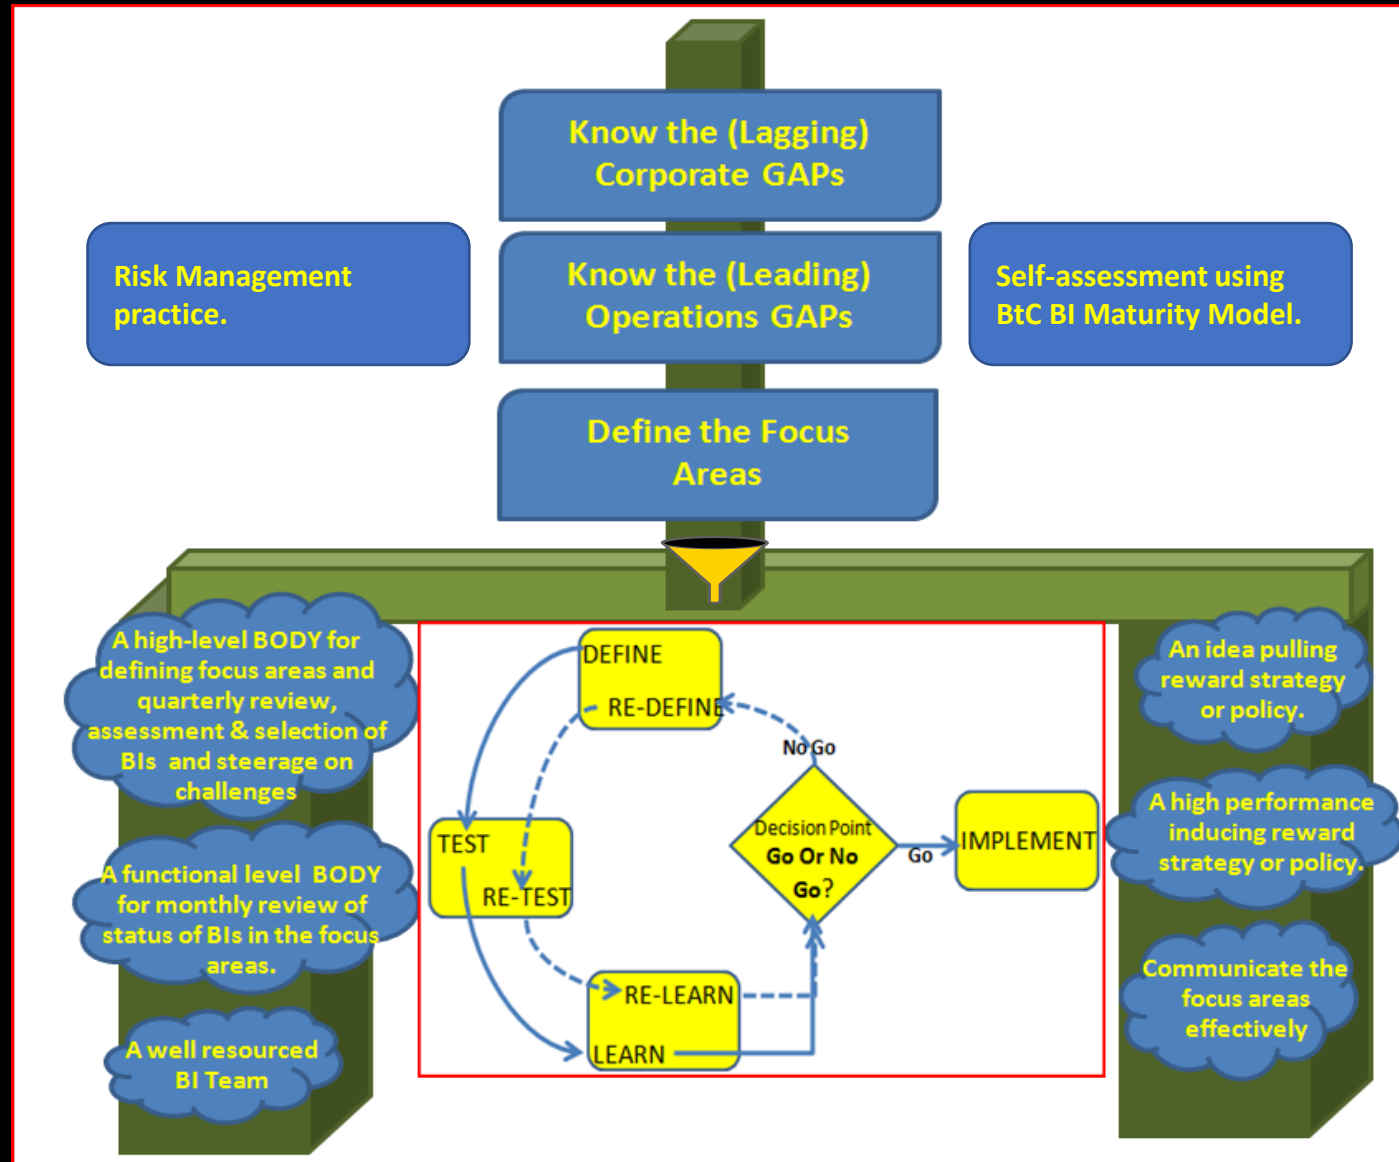 Know the (Lagging)
Corporate GAPs
Risk Management
practice.
Know the (Leading)
Operations GAPs
Self-assessment using
BtC BI Maturity Model.
Define the Focus
Areas
A high-level BODY for
defining focus areas and
quarterly review,
assessment & selection of
BIs and steerage on
challenges
A functional level BODY
for monthly review of
status of BIs in the focus
areas.
A well resourced
BI Team
DEFINE
RE-DEFINE
TEST
RE-TEST
RE-LEARN
LEARN
No Go
Decision Point
Go Or No
Go?
Go
IMPLEMENT
An idea pulling
reward strategy
or policy.
A high performance
inducing reward
strategy or policy.
Communicate the
focus areas
effectively